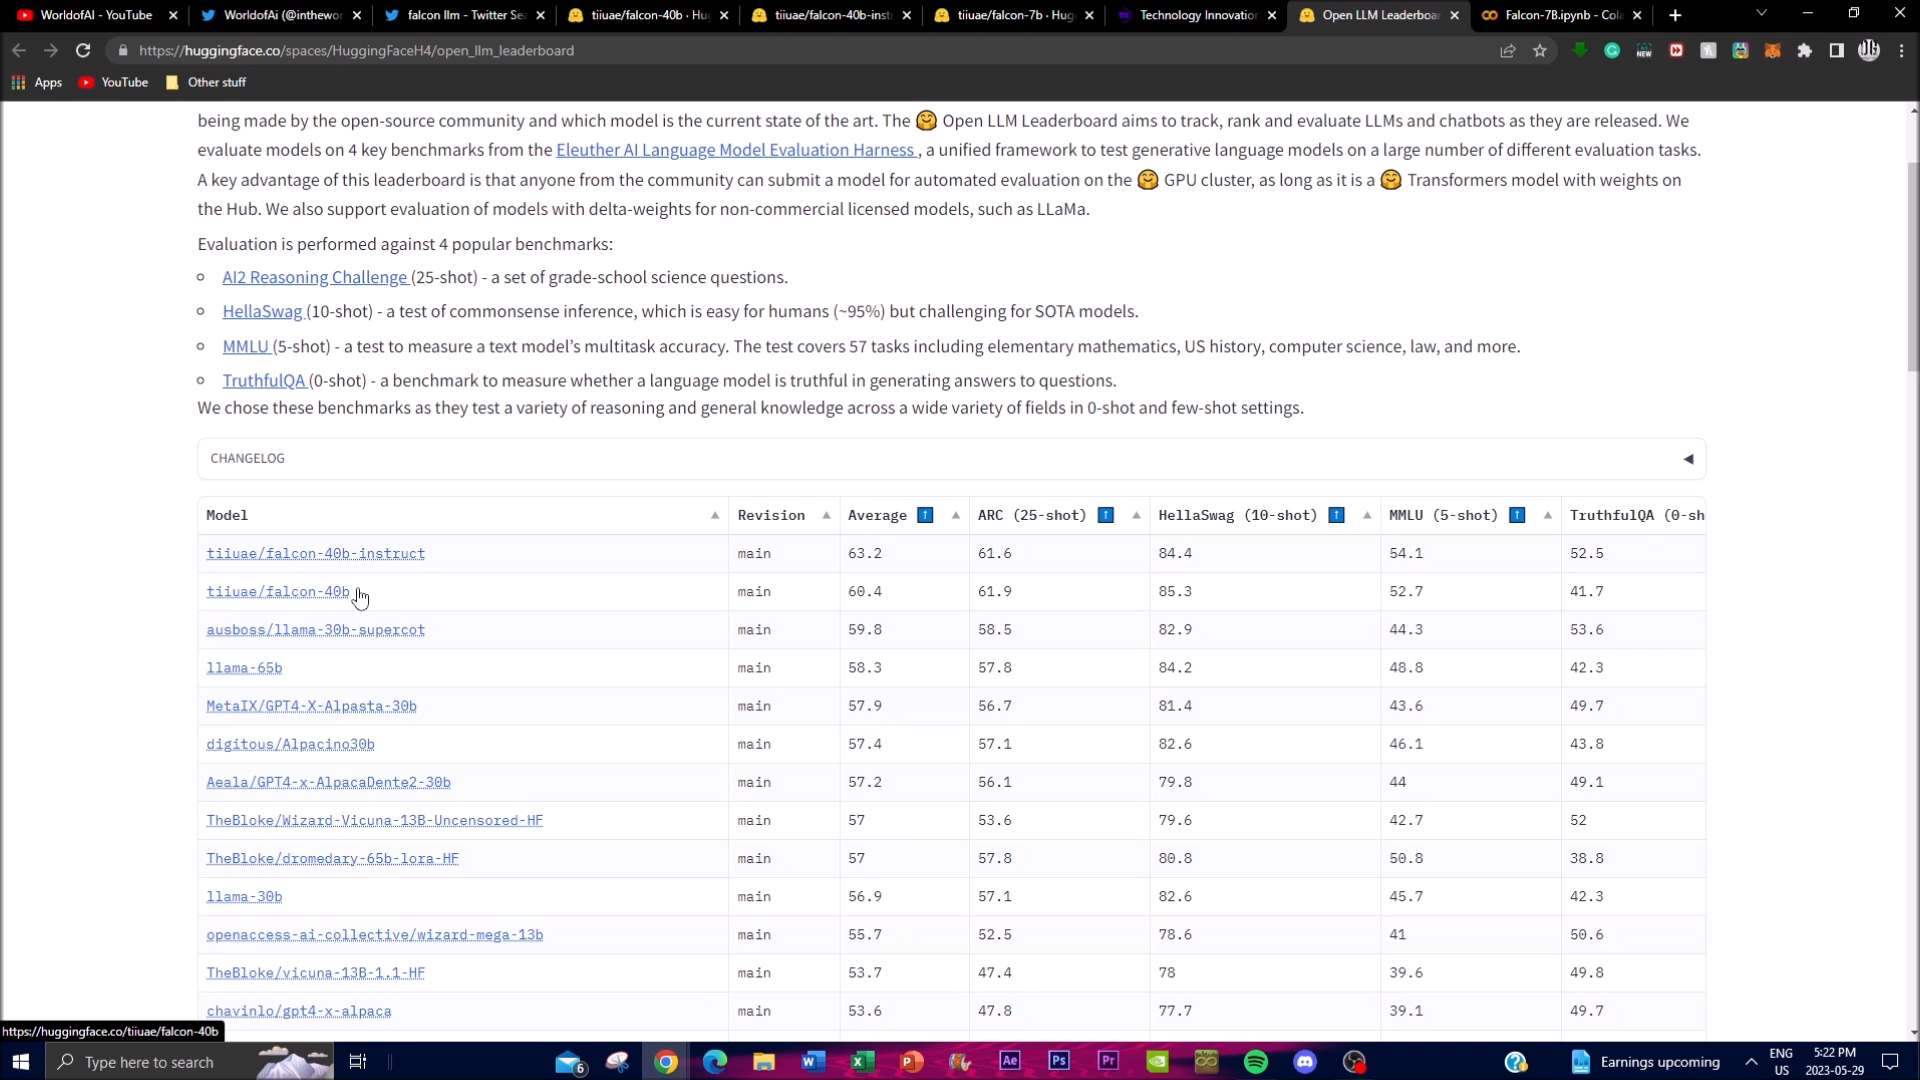 WorldofAI - YouTube
WorldofAi (@inthewor
falcon llm - Twitter Sea
tiiuae/falcon-40b · Hug
tiiuae/falcon-40b-instr
tiiuae/falcon-7b · Hugg
Technology Innovation
Open LLM Leaderboar
Falcon-7B.ipynb - Cola
https://huggingface.co/spaces/HuggingFaceH4/open_llm_leaderboard
Apps YouTube Other stuff
being made by the open-source community and which model is the current state of the art. The 🤗 Open LLM Leaderboard aims to track, rank and evaluate LLMs and chatbots as they are released. We
evaluate models on 4 key benchmarks from the Eleuther AI Language Model Evaluation Harness , a unified framework to test generative language models on a large number of different evaluation tasks.
A key advantage of this leaderboard is that anyone from the community can submit a model for automated evaluation on the 🤗 GPU cluster, as long as it is a 🤗 Transformers model with weights on
the Hub. We also support evaluation of models with delta-weights for non-commercial licensed models, such as LLaMa.
Evaluation is performed against 4 popular benchmarks:
AI2 Reasoning Challenge (25-shot) - a set of grade-school science questions.
HellaSwag (10-shot) - a test of commonsense inference, which is easy for humans (~95%) but challenging for SOTA models.
MMLU (5-shot) - a test to measure a text model's multitask accuracy. The test covers 57 tasks including elementary mathematics, US history, computer science, law, and more.
TruthfulQA (0-shot) - a benchmark to measure whether a language model is truthful in generating answers to questions.
We chose these benchmarks as they test a variety of reasoning and general knowledge across a wide variety of fields in 0-shot and few-shot settings.
CHANGELOG
Model Revision Average ⬆️ ARC (25-shot) ⬆️ HellaSwag (10-shot) ⬆️ MMLU (5-shot) ⬆️ TruthfulQA (0-sh
tiiuae/falcon-40b-instruct main 63.2 61.6 84.4 54.1 52.5
tiiuae/falcon-40b main 60.4 61.9 85.3 52.7 41.7
ausboss/llama-30b-supercot main 59.8 58.5 82.9 44.3 53.6
llama-65b main 58.3 57.8 84.2 48.8 42.3
MetaIX/GPT4-X-Alpasta-30b main 57.9 56.7 81.4 43.6 49.7
digitous/Alpacino30b main 57.4 57.1 82.6 46.1 43.8
Aeala/GPT4-x-AlpacaDente2-30b main 57.2 56.1 79.8 44 49.1
TheBloke/Wizard-Vicuna-13B-Uncensored-HF main 57 53.6 79.6 42.7 52
TheBloke/dromedary-65b-lora-HF main 57 57.8 80.8 50.8 38.8
llama-30b main 56.9 57.1 82.6 45.7 42.3
openaccess-ai-collective/wizard-mega-13b main 55.7 52.5 78.6 41 50.6
TheBloke/vicuna-13B-1.1-HF main 53.7 47.4 78 39.6 49.8
chavinlo/gpt4-x-alpaca main 53.6 47.8 77.7 39.1 49.7
https://huggingface.co/tiiuae/falcon-40b
Type here to search
6
Ae Ps Pr
Earnings upcoming
ENG
US
5:22 PM
2023-05-29